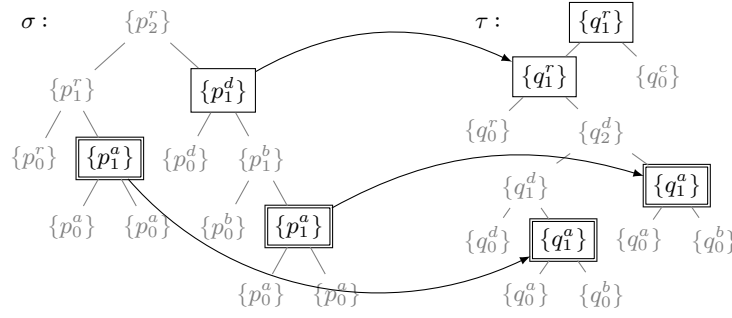 σ : {p_2^r} τ : {q_1^r}
{p_1^r} {p_1^d} {q_1^r} {q_0^c}
{p_0^r} {p_1^a} {p_0^d} {p_1^b} {q_0^r} {q_2^d}
{p_0^a} {p_0^a} {p_0^b} {p_1^a} {q_1^d} {q_1^a}
{q_0^d} {q_1^a} {q_0^a} {q_0^b}
{p_0^a} {p_0^a} {q_0^a} {q_0^b}